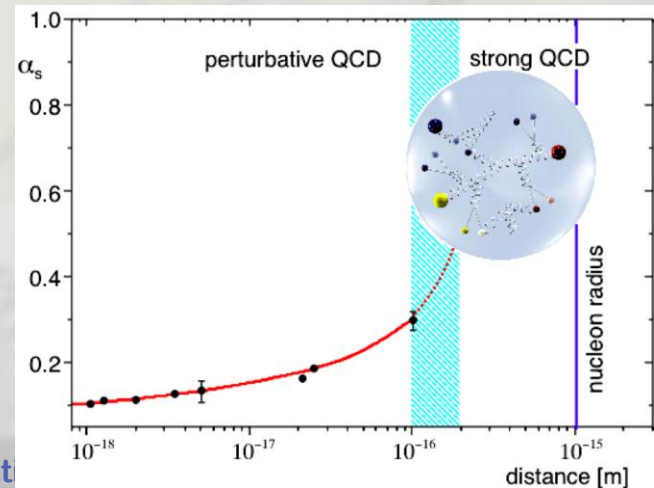 1.0
αs
perturbative QCD
strong QCD
0.8
0.6
0.4
0.2
nucleon radius
10⁻¹⁸
10⁻¹⁷
10⁻¹⁶
10⁻¹⁵
distance [m]